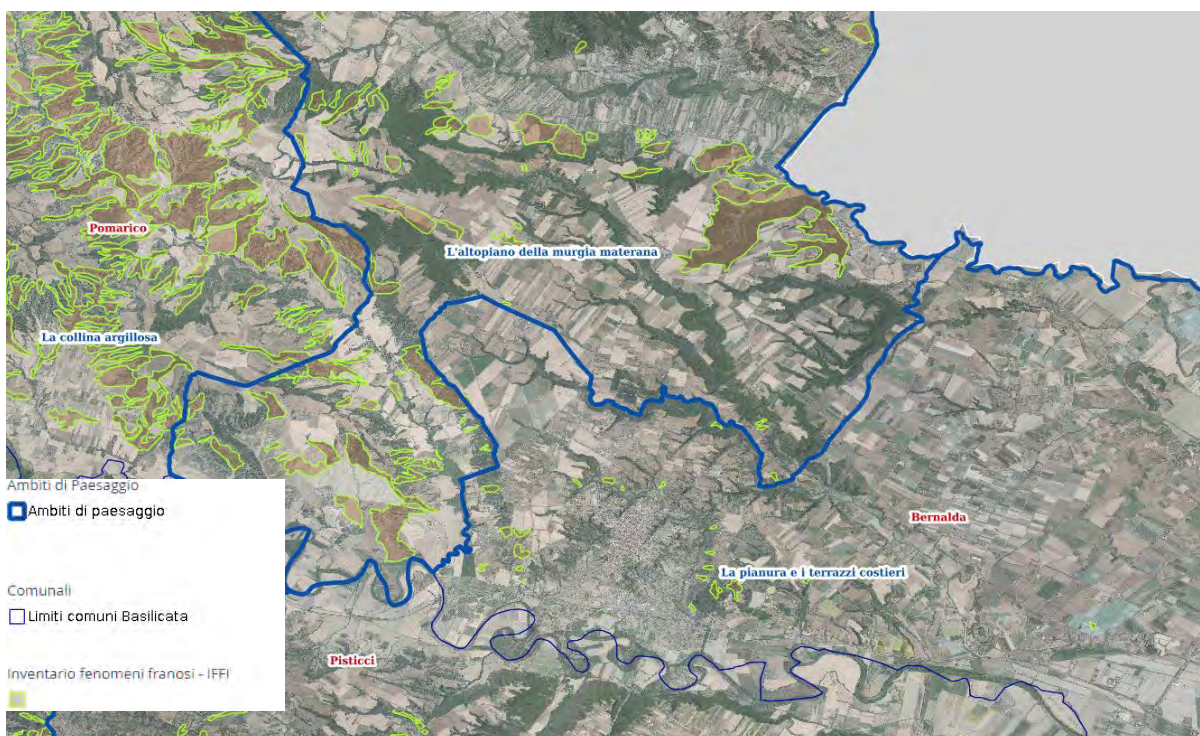 Pomarico
L'altopiano della murgia materana
La collina argillosa
Ambiti di Paesaggio
Ambiti di paesaggio
Bernalda
La pianura e i terrazzi costieri
Comunali
Limiti comuni Basilicata
Pisticci
Inventario fenomeni franosi - IFFI